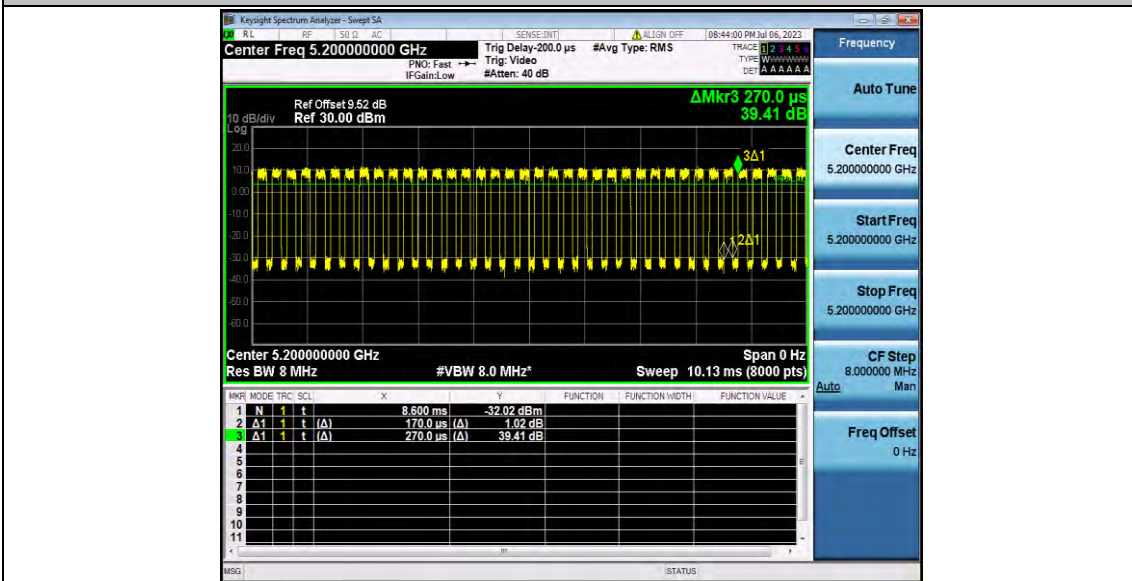 Keysight Spectrum Analyzer - Swept SA
RL RF 50 Ω AC SENSE:INT ALIGN OFF 08:44:00 PM Jul 06, 2023
Center Freq 5.200000000 GHz Trig Delay-200.0 µs #Avg Type: RMS TRACE 1 2 3 4 5 6
PNO: Fast Trig: Video TYPE WWWWWW
IFGain:Low #Atten: 40 dB DET A A A A A A
Frequency
Auto Tune
Center Freq
5.200000000 GHz
Start Freq
5.200000000 GHz
Stop Freq
5.200000000 GHz
CF Step
8.000000 MHz
Auto Man
Freq Offset
0 Hz
ΔMkr3 270.0 µs
39.41 dB
Ref Offset 9.52 dB
10 dB/div Ref 30.00 dBm
Log
20.0
10.0
0.00
-10.0
-20.0
-30.0
-40.0
-50.0
-60.0
3Δ1
2Δ1
Center 5.200000000 GHz Span 0 Hz
Res BW 8 MHz #VBW 8.0 MHz* Sweep 10.13 ms (8000 pts)
MKR MODE TRC SCL X Y FUNCTION FUNCTION WIDTH FUNCTION VALUE
1 N 1 t 8.600 ms -32.02 dBm
2 Δ1 1 t (Δ) 170.0 µs (Δ) 1.02 dB
3 Δ1 1 t (Δ) 270.0 µs (Δ) 39.41 dB
4
5
6
7
8
9
10
11
MSG STATUS